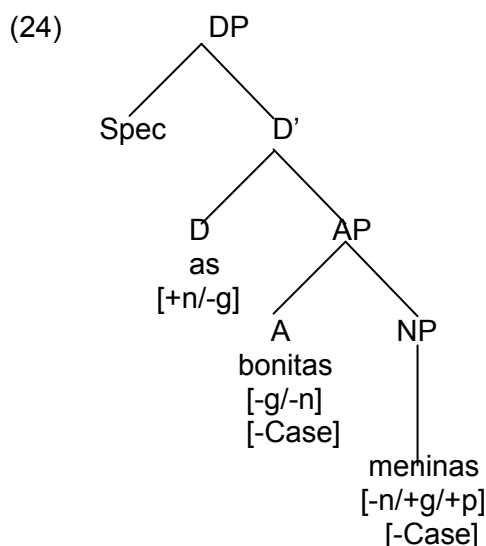 (24) DP
Spec D’
D AP
as
[+n/-g]
A NP
bonitas
[-g/-n]
[-Case]
meninas
[-n/+g/+p]
[-Case]